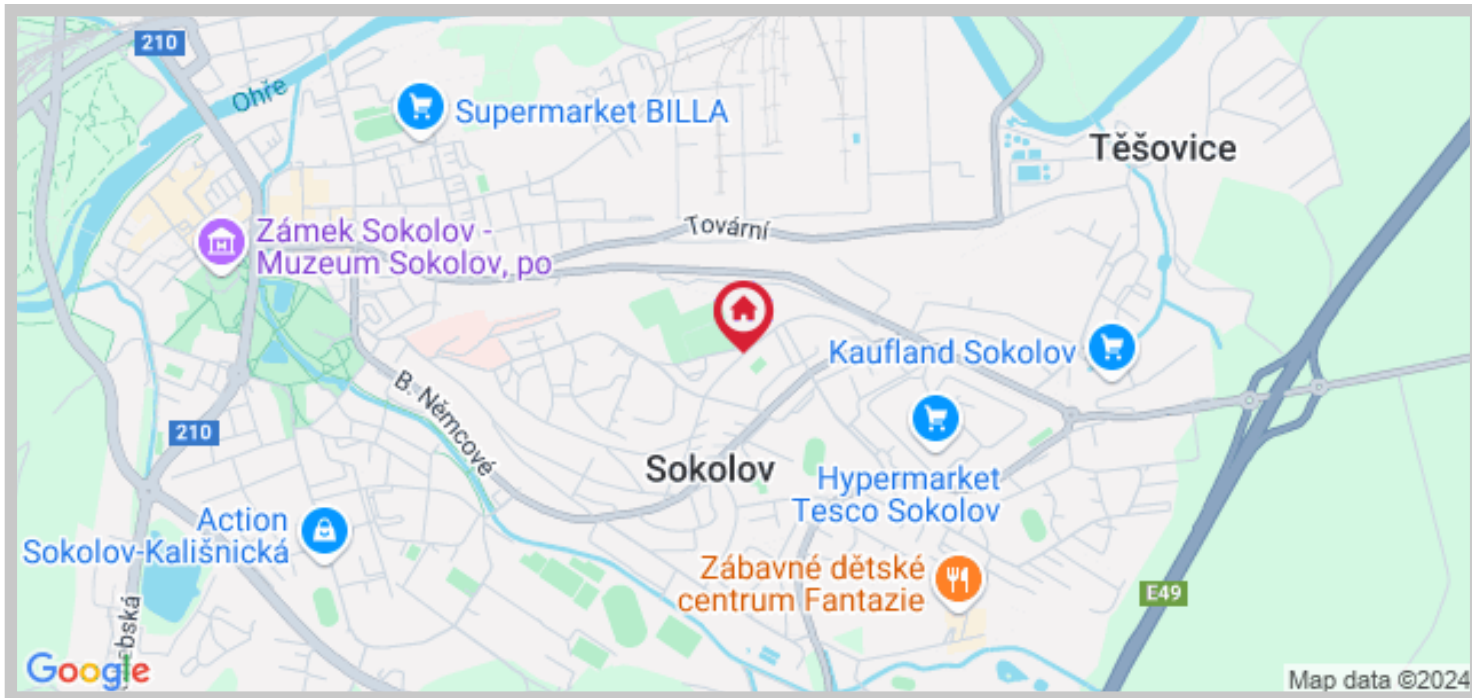 210
Ohře
Supermarket BILLA
Těšovice
Tovární
Zámek Sokolov -
Muzeum Sokolov, po
Kaufland Sokolov
B. Němcové
210
Sokolov
Hypermarket
Tesco Sokolov
Action
Sokolov-Kališnická
Zábavné dětské
centrum Fantazie
E49
Google
Map data ©2024